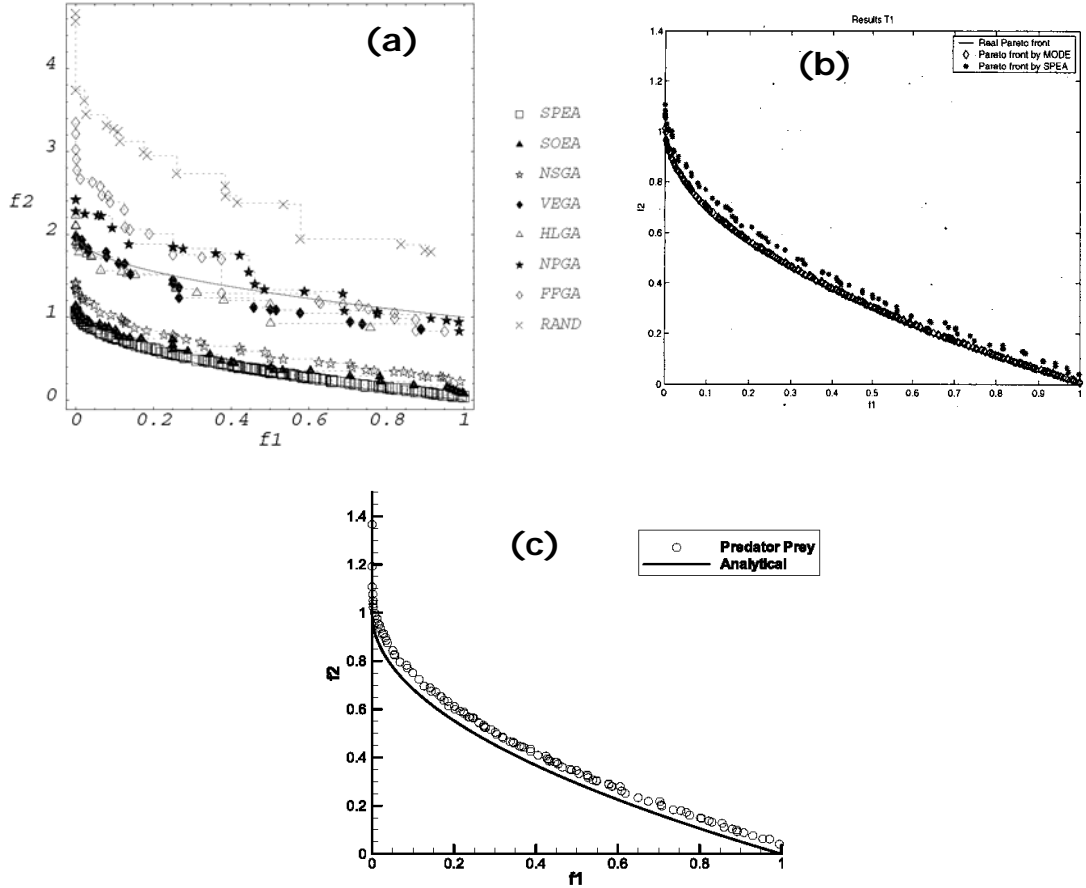 (a)
4
3
f2
2
1
0
0
0.2
0.4
0.6
0.8
1
f1
SPEA
SOEA
NSGA
VEGA
HLGA
NPGA
FFGA
RAND
Results T1
(b)
Real Pareto front
Pareto front by MODE
Pareto front by SPEA
1.4
1.2
1
0.8
f2
0.6
0.4
0.2
0
0
0.1
0.2
0.3
0.4
0.5
0.6
0.7
0.8
0.9
1
f1
(c)
Predator Prey
Analytical
1.4
1.2
1
0.8
f2
0.6
0.4
0.2
0
0
0.2
0.4
0.6
0.8
1
f1